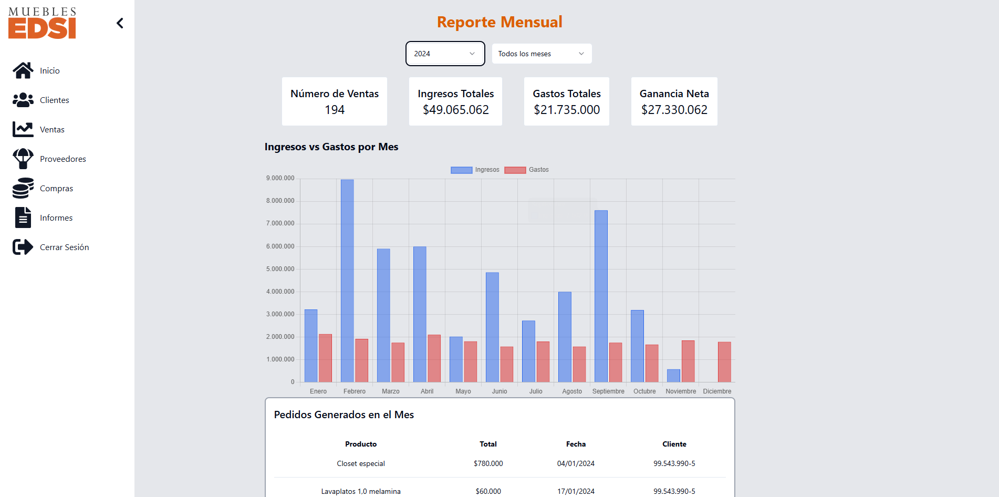 MUEBLES
EDSI
Inicio
Clientes
Ventas
Proveedores
Compras
Informes
Cerrar Sesión
Reporte Mensual
2024 Todos los meses
Número de Ventas Ingresos Totales Gastos Totales Ganancia Neta
194 $49.065.062 $21.735.000 $27.330.062
Ingresos vs Gastos por Mes
Ingresos Gastos
9.000.000
8.000.000
7.000.000
6.000.000
5.000.000
4.000.000
3.000.000
2.000.000
1.000.000
0
Enero Febrero Marzo Abril Mayo Junio Julio Agosto Septiembre Octubre Noviembre Diciembre
Pedidos Generados en el Mes
Producto Total Fecha Cliente
Closet especial $780.000 04/01/2024 99.543.990-5
Lavaplatos 1,0 melamina $60.000 17/01/2024 99.543.990-5